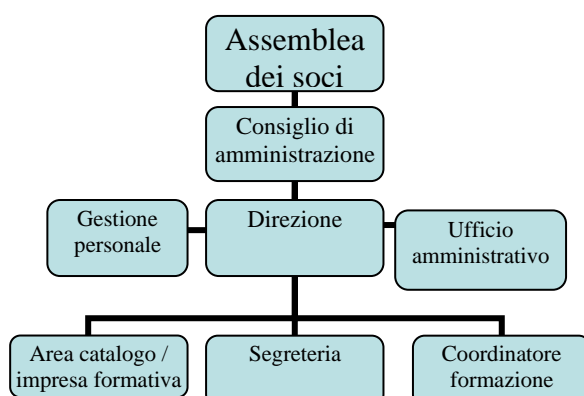 Assemblea
dei soci
Consiglio di
amministrazione
Gestione
personale
Direzione
Ufficio
amministrativo
Area catalogo /
impresa formativa
Segreteria
Coordinatore
formazione